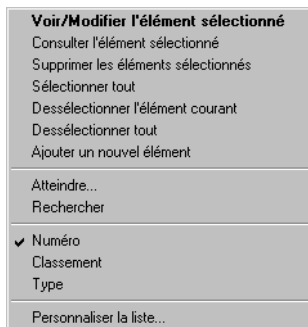 Voir/Modifier l'élément sélectionné
Consulter l'élément sélectionné
Supprimer les éléments sélectionnés
Sélectionner tout
Dessélectionner l'élément courant
Dessélectionner tout
Ajouter un nouvel élément
Atteindre...
Rechercher
Numéro
Classement
Type
Personnaliser la liste...